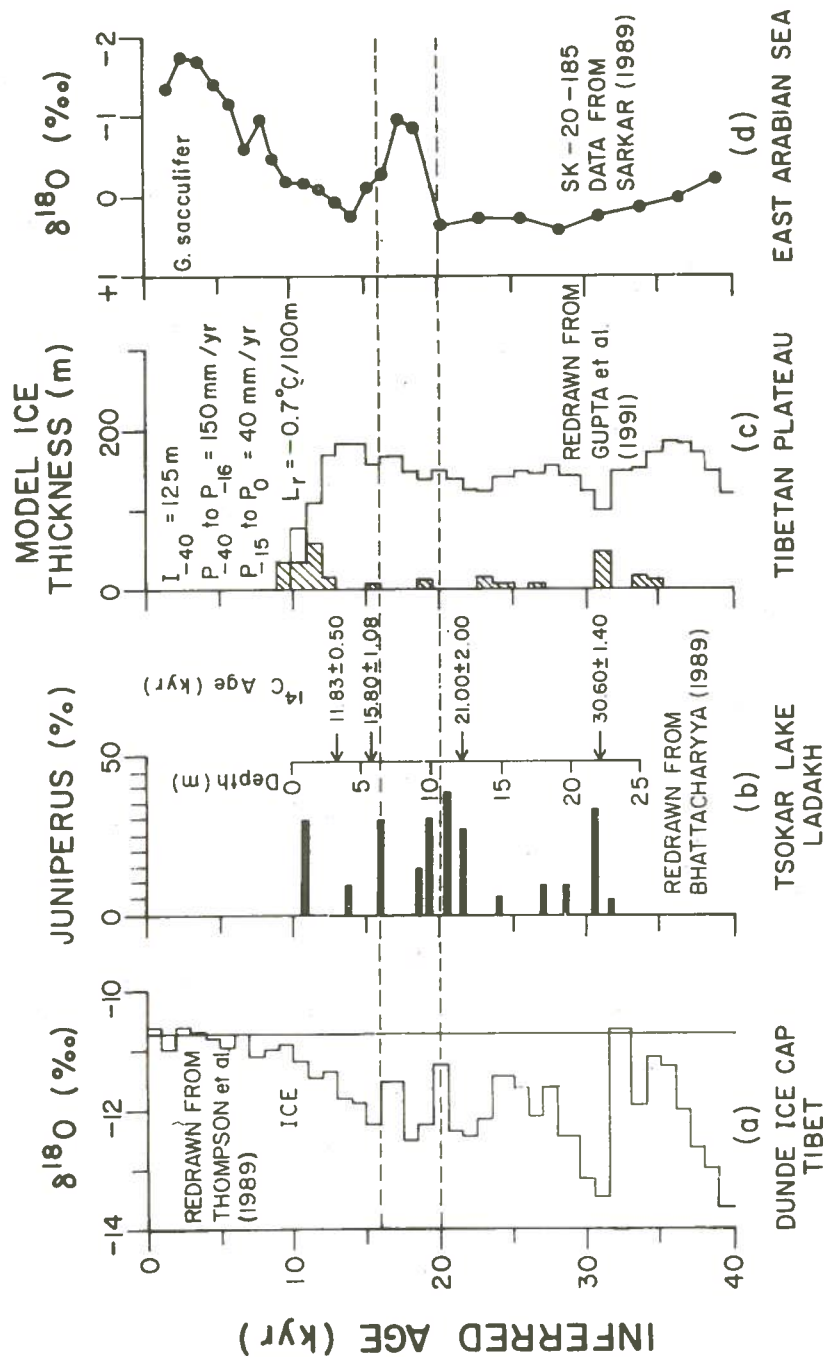 INFERRED AGE (kyr)
0
10
20
30
40
δ¹⁸O (‰)
-14
-12
-10
REDRAWN FROM
THOMPSON et al.
(1989)
ICE
(a)
DUNDE ICE CAP
TIBET
JUNIPERUS (%)
0
50
Depth (m)
0
5
10
15
20
25
¹⁴C Age (kyr)
11.83±0.50
15.80±1.08
21.00±2.00
30.60±1.40
REDRAWN FROM
BHATTACHARYYA (1989)
(b)
TSOKAR LAKE
LADAKH
MODEL ICE
THICKNESS (m)
0
200
I₋₄₀ = 125m
P₋₄₀ to P₋₁₆ = 150mm/yr
P₋₁₅ to P₀ = 40 mm/yr
Lr = -0.7°C/100m
REDRAWN FROM
GUPTA et al.
(1991)
(c)
TIBETAN PLATEAU
δ¹⁸O (‰)
+1
0
-1
-2
G. sacculifer
SK-20-185
DATA FROM
SARKAR (1989)
(d)
EAST ARABIAN SEA